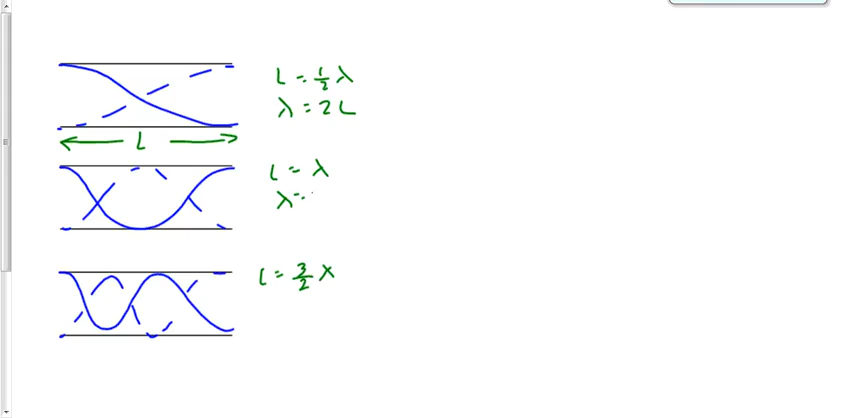 L = 1/2 λ
λ = 2L
L
L = λ
λ =
L = 3/2 λ